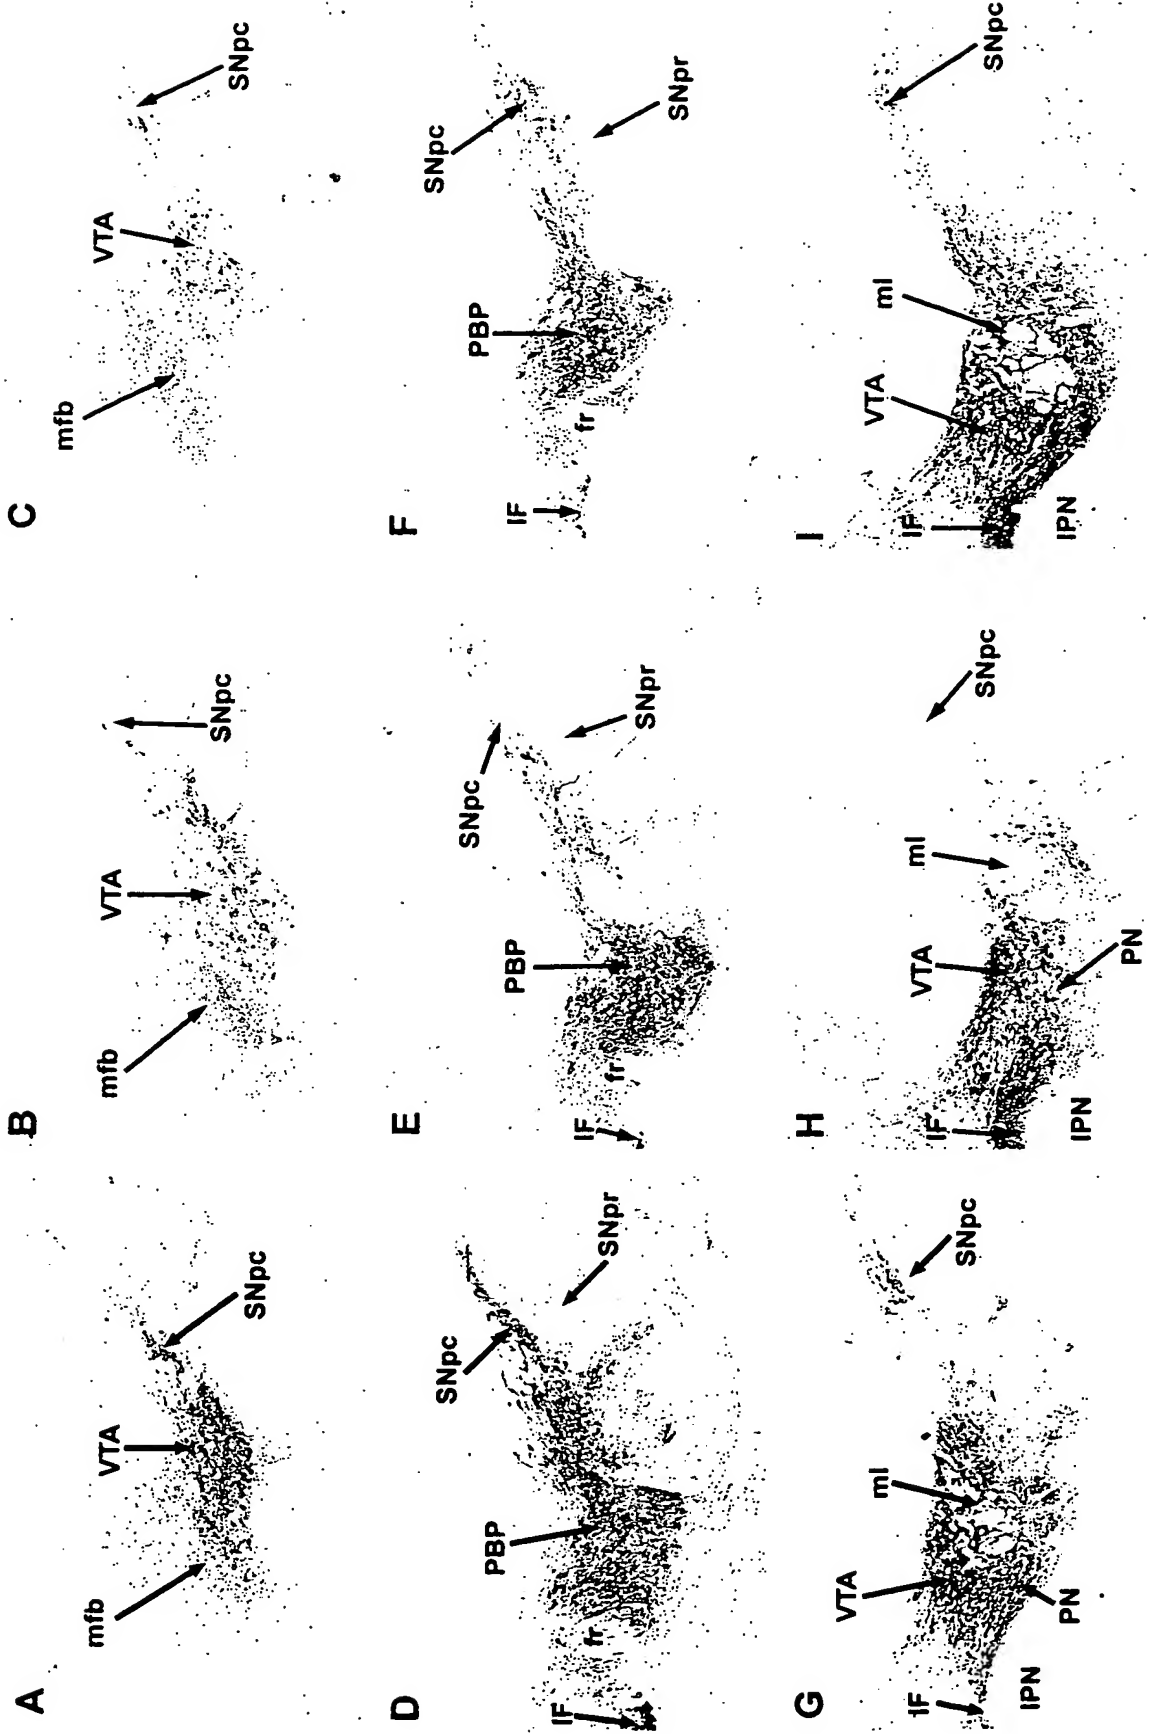 A
mfb
VTA
SNpc
B
mfb
VTA
SNpc
C
mfb
VTA
SNpc
D
IF
fr
PBP
SNpc
SNpr
E
IF
fr
PBP
SNpc
SNpr
F
IF
fr
PBP
SNpc
SNpr
G
IF
IPN
VTA
PN
ml
SNpc
H
IF
IPN
VTA
PN
ml
SNpc
I
IF
IPN
VTA
ml
SNpc